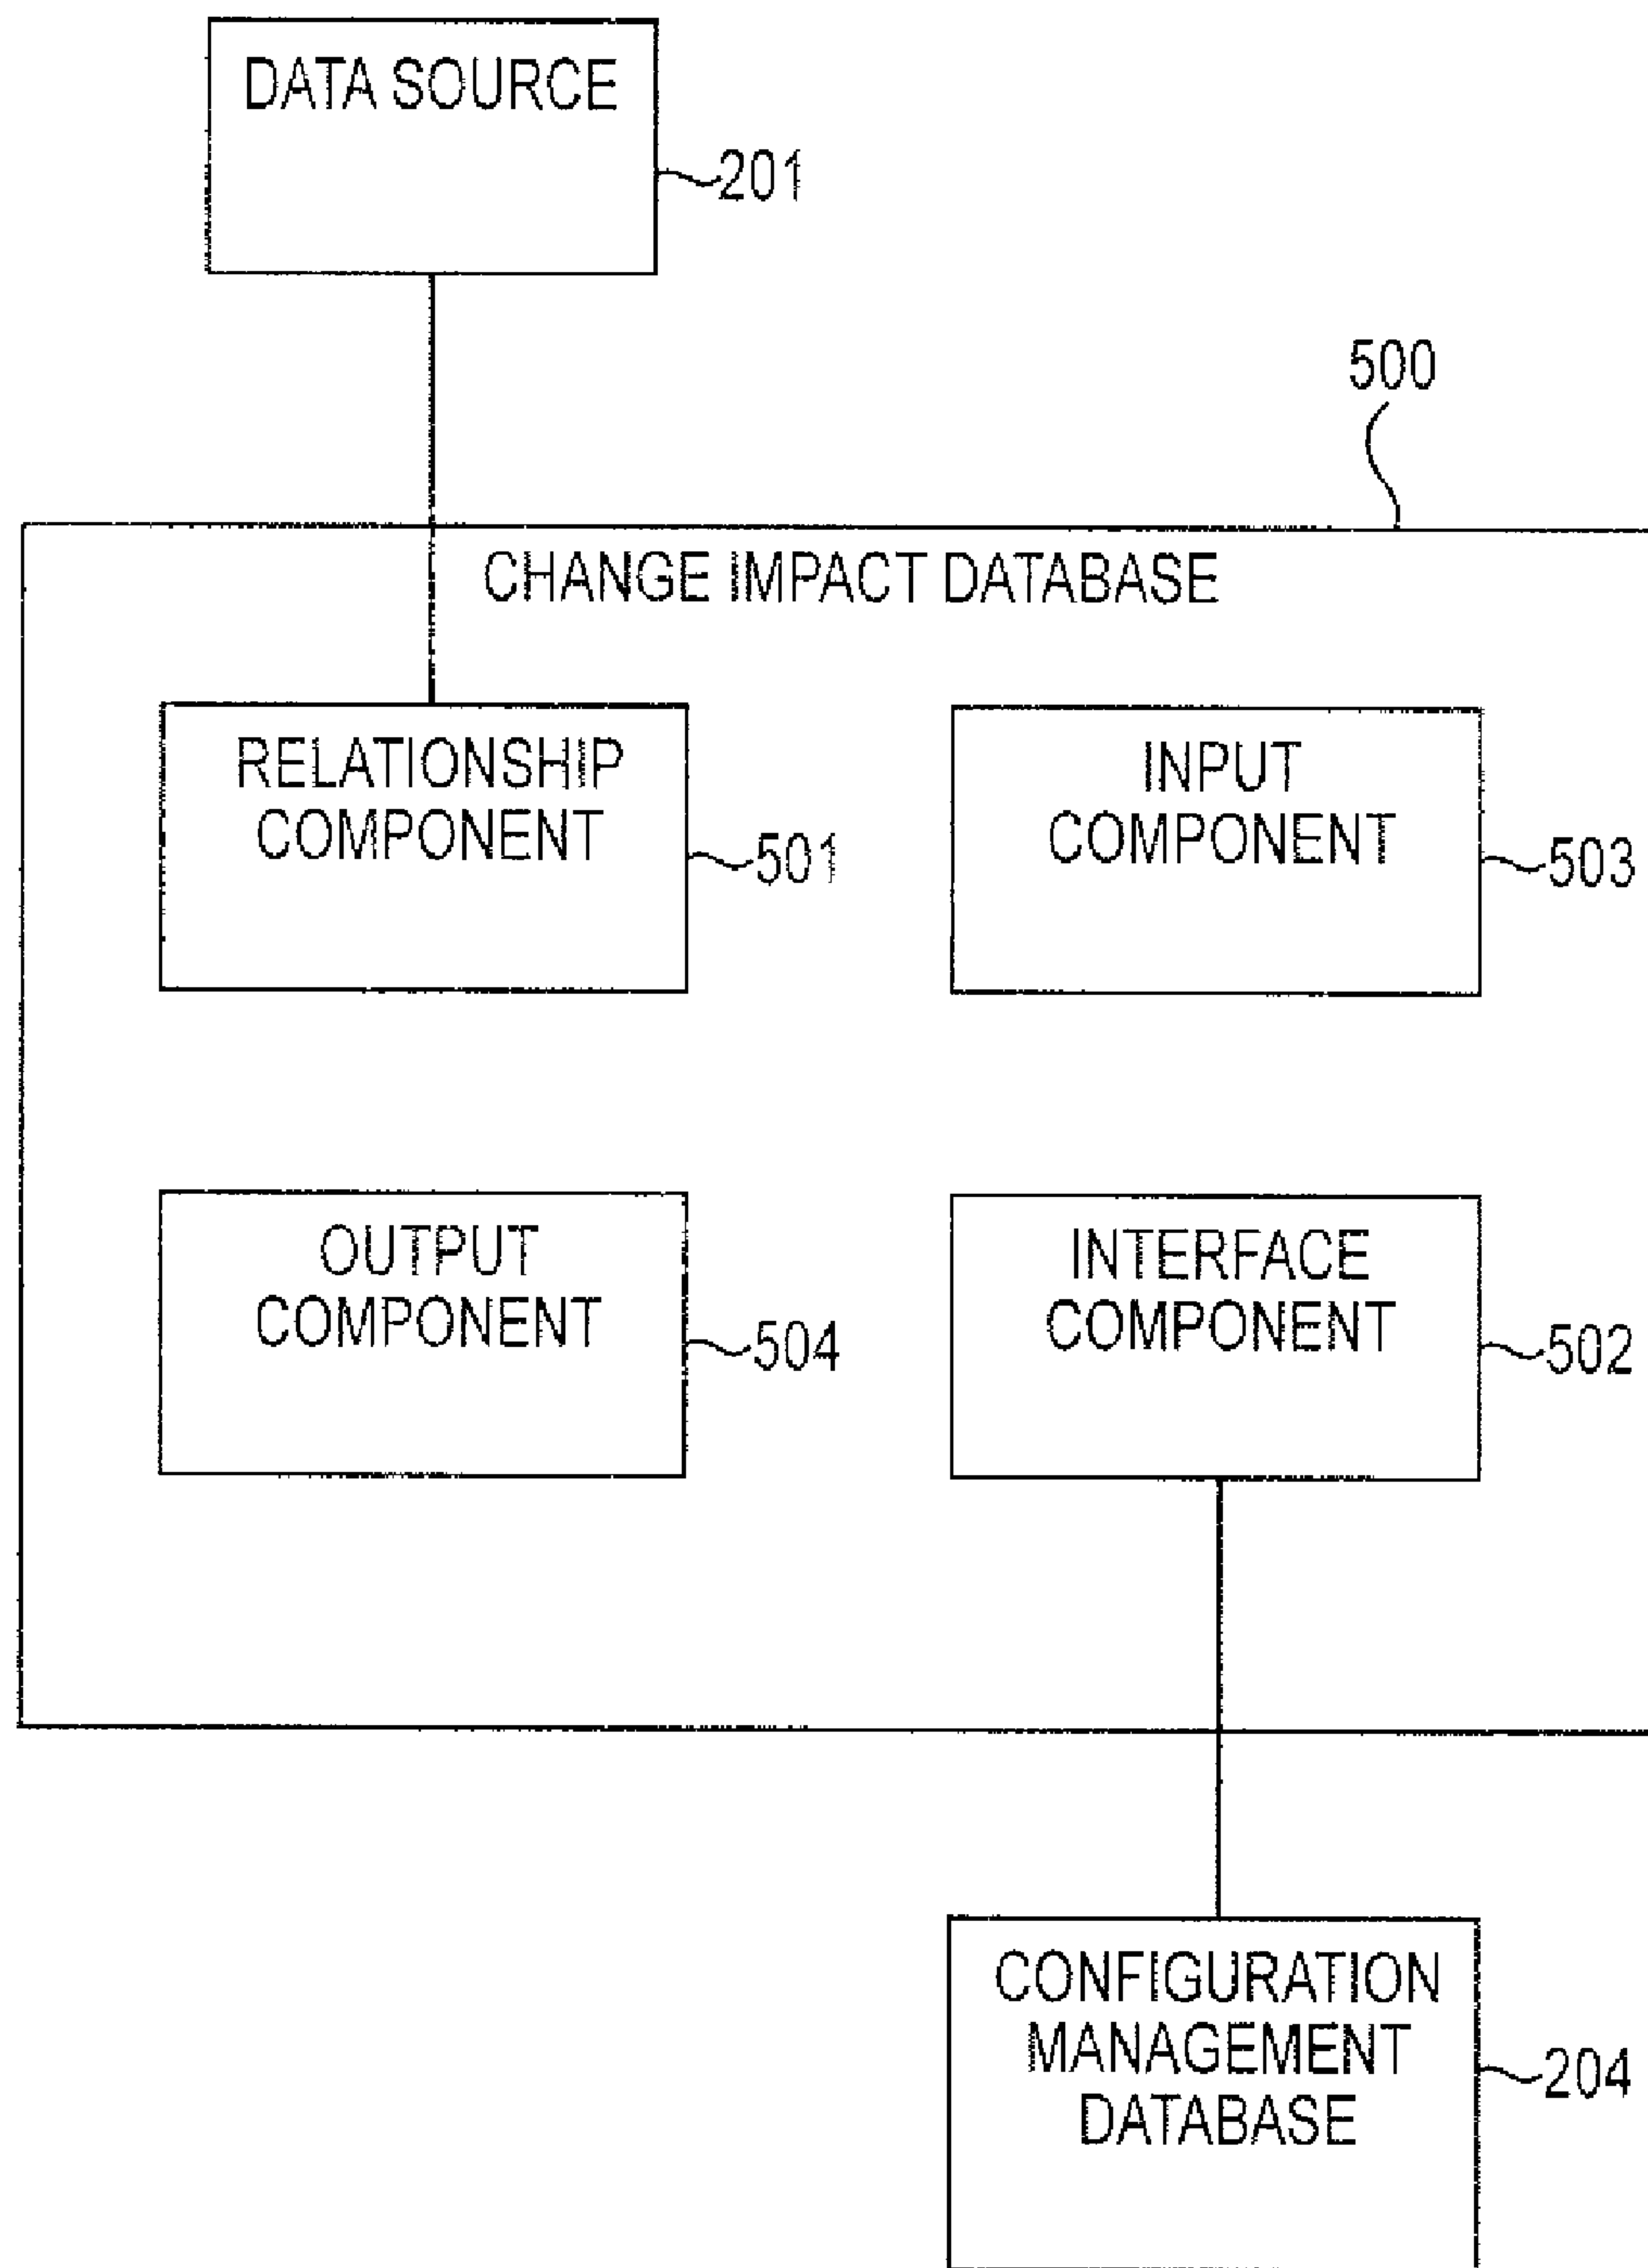 DATA SOURCE
201
500
CHANGE IMPACT DATABASE
RELATIONSHIP
COMPONENT
501
INPUT
COMPONENT
503
OUTPUT
COMPONENT
504
INTERFACE
COMPONENT
502
CONFIGURATION
MANAGEMENT
DATABASE
204